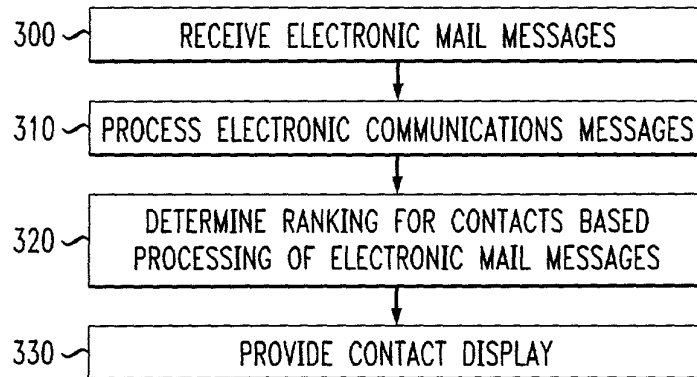 300 RECEIVE ELECTRONIC MAIL MESSAGES
310 PROCESS ELECTRONIC COMMUNICATIONS MESSAGES
320 DETERMINE RANKING FOR CONTACTS BASED
PROCESSING OF ELECTRONIC MAIL MESSAGES
330 PROVIDE CONTACT DISPLAY